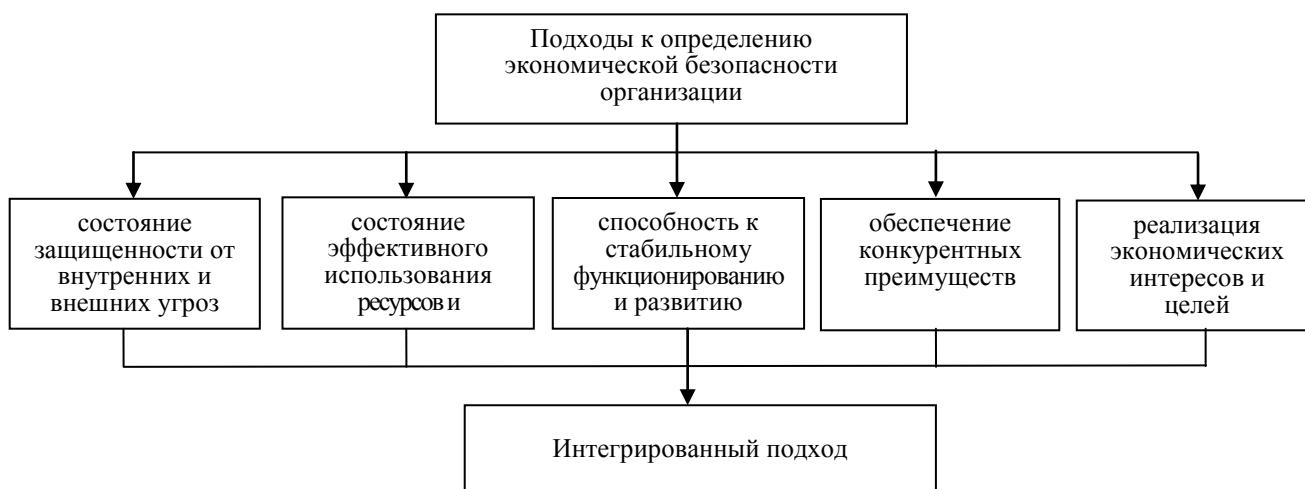 Подходы к определению
экономической безопасности
организации
состояние
защищенности от
внутренних и
внешних угроз
состояние
эффективного
использования
ресурсов и
способность к
стабильному
функционированию
и развитию
обеспечение
конкурентных
преимуществ
реализация
экономических
интересов и
целей
Интегрированный подход